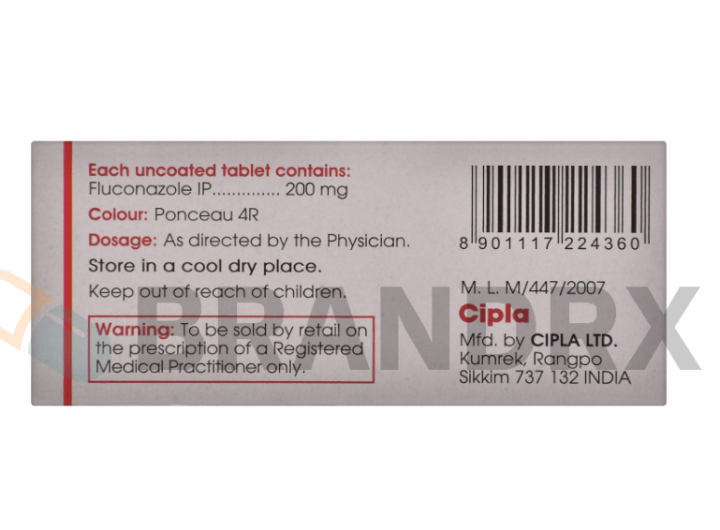 Each uncoated tablet contains:
Fluconazole IP.............. 200 mg
Colour: Ponceau 4R
Dosage: As directed by the Physician.
Store in a cool dry place.
Keep out of reach of children.
Warning: To be sold by retail on
the prescription of a Registered
Medical Practitioner only.
8 901117 224360
M. L. M/447/2007
Cipla
Mfd. by CIPLA LTD.
Kumrek, Rangpo
Sikkim 737 132 INDIA
BRANDRX